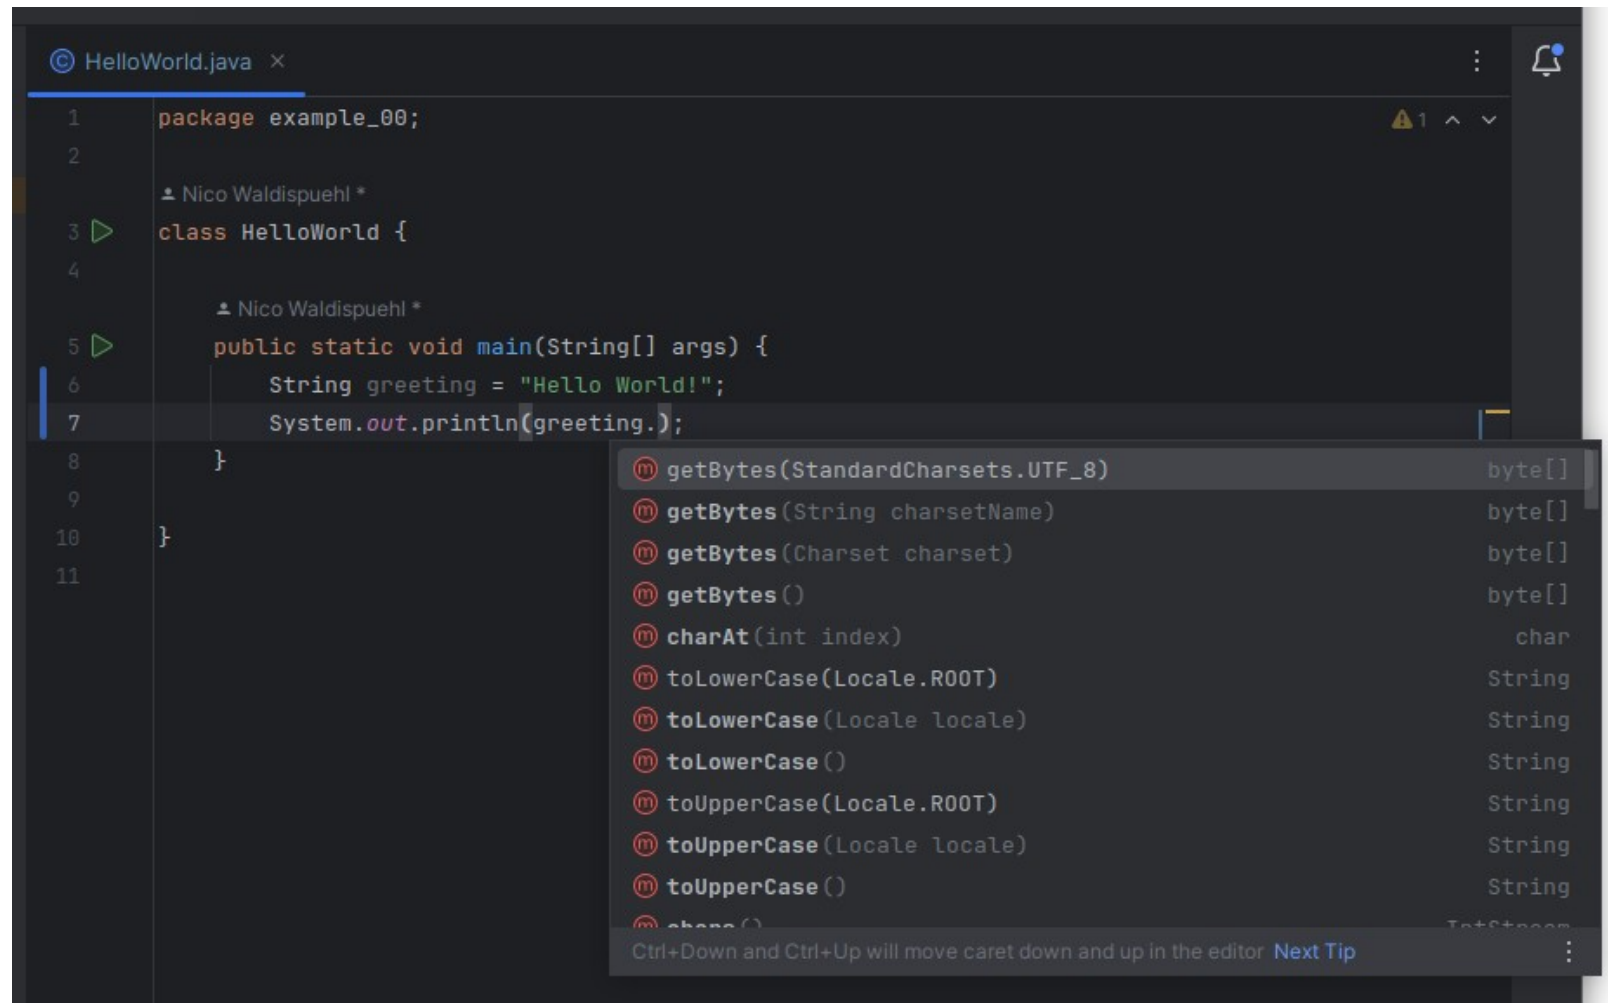 HelloWorld.java
1 package example_00; 1
2
Nico Waldispuehl *
3 class HelloWorld {
4
Nico Waldispuehl *
5 public static void main(String[] args) {
6 String greeting = "Hello World!";
7 System.out.println(greeting.);
8 }
9
10 }
11
getBytes(StandardCharsets.UTF_8) byte[]
getBytes(String charsetName) byte[]
getBytes(Charset charset) byte[]
getBytes() byte[]
charAt(int index) char
toLowerCase(Locale.ROOT) String
toLowerCase(Locale locale) String
toLowerCase() String
toUpperCase(Locale.ROOT) String
toUpperCase(Locale locale) String
toUpperCase() String
chars() IntStream
Ctrl+Down and Ctrl+Up will move caret down and up in the editor Next Tip